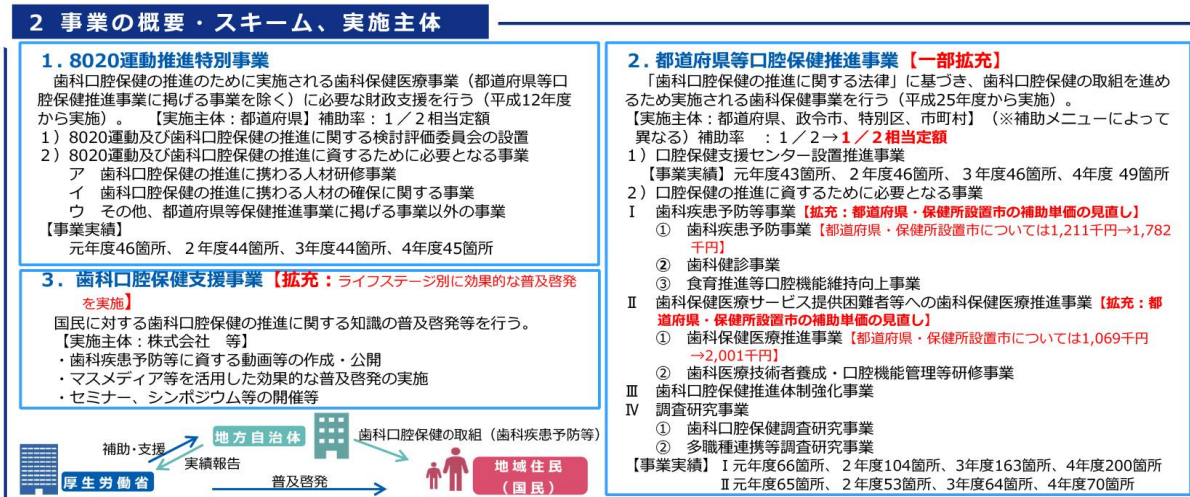 2 事業の概要・スキーム、実施主体
1．8020運動推進特別事業
歯科口腔保健の推進のために実施される歯科保健医療事業（都道府県等口
腔保健推進事業に掲げる事業を除く）に必要な財政支援を行う（平成12年度
から実施）。 【実施主体：都道府県】補助率：１／２相当定額
１）8020運動及び歯科口腔保健の推進に関する検討評価委員会の設置
２）8020運動及び歯科口腔保健の推進に資するために必要となる事業
ア 歯科口腔保健の推進に携わる人材研修事業
イ 歯科口腔保健の推進に携わる人材の確保に関する事業
ウ その他、都道府県等保健推進事業に掲げる事業以外の事業
【事業実績】
元年度46箇所、２年度44箇所、3年度44箇所、4年度45箇所
3．歯科口腔保健支援事業【拡充：ライフステージ別に効果的な普及啓発
を実施】
国民に対する歯科口腔保健の推進に関する知識の普及啓発等を行う。
【実施主体：株式会社 等】
・歯科疾患予防等に資する動画等の作成・公開
・マスメディア等を活用した効果的な普及啓発の実施
・セミナー、シンポジウム等の開催等
補助・支援
地方自治体
歯科口腔保健の取組（歯科疾患予防等）
実績報告
厚生労働省
普及啓発
地域住民
（国民）
2．都道府県等口腔保健推進事業【一部拡充】
「歯科口腔保健の推進に関する法律」に基づき、歯科口腔保健の取組を進め
るため実施される歯科保健事業を行う（平成25年度から実施）。
【実施主体：都道府県、政令市、特別区、市町村】（※補助メニューによって
異なる）補助率 ：１／２→１／２相当定額
１）口腔保健支援センター設置推進事業
【事業実績】元年度43箇所、２年度46箇所、３年度46箇所、4年度 49箇所
２）口腔保健の推進に資するために必要となる事業
Ⅰ 歯科疾患予防等事業【拡充：都道府県・保健所設置市の補助単価の見直し】
① 歯科疾患予防事業【都道府県・保健所設置市については1,211千円→1,782
千円】
② 歯科健診事業
③ 食育推進等口腔機能維持向上事業
Ⅱ 歯科保健医療サービス提供困難者等への歯科保健医療推進事業【拡充：都
道府県・保健所設置市の補助単価の見直し】
① 歯科保健医療推進事業【都道府県・保健所設置市については1,069千円
→2,001千円】
② 歯科医療技術者養成・口腔機能管理等研修事業
Ⅲ 歯科口腔保健推進体制強化事業
Ⅳ 調査研究事業
① 歯科口腔保健調査研究事業
② 多職種連携等調査研究事業
【事業実績】Ⅰ元年度66箇所、２年度104箇所、3年度163箇所、4年度200箇所
Ⅱ元年度65箇所、２年度53箇所、3年度64箇所、4年度70箇所